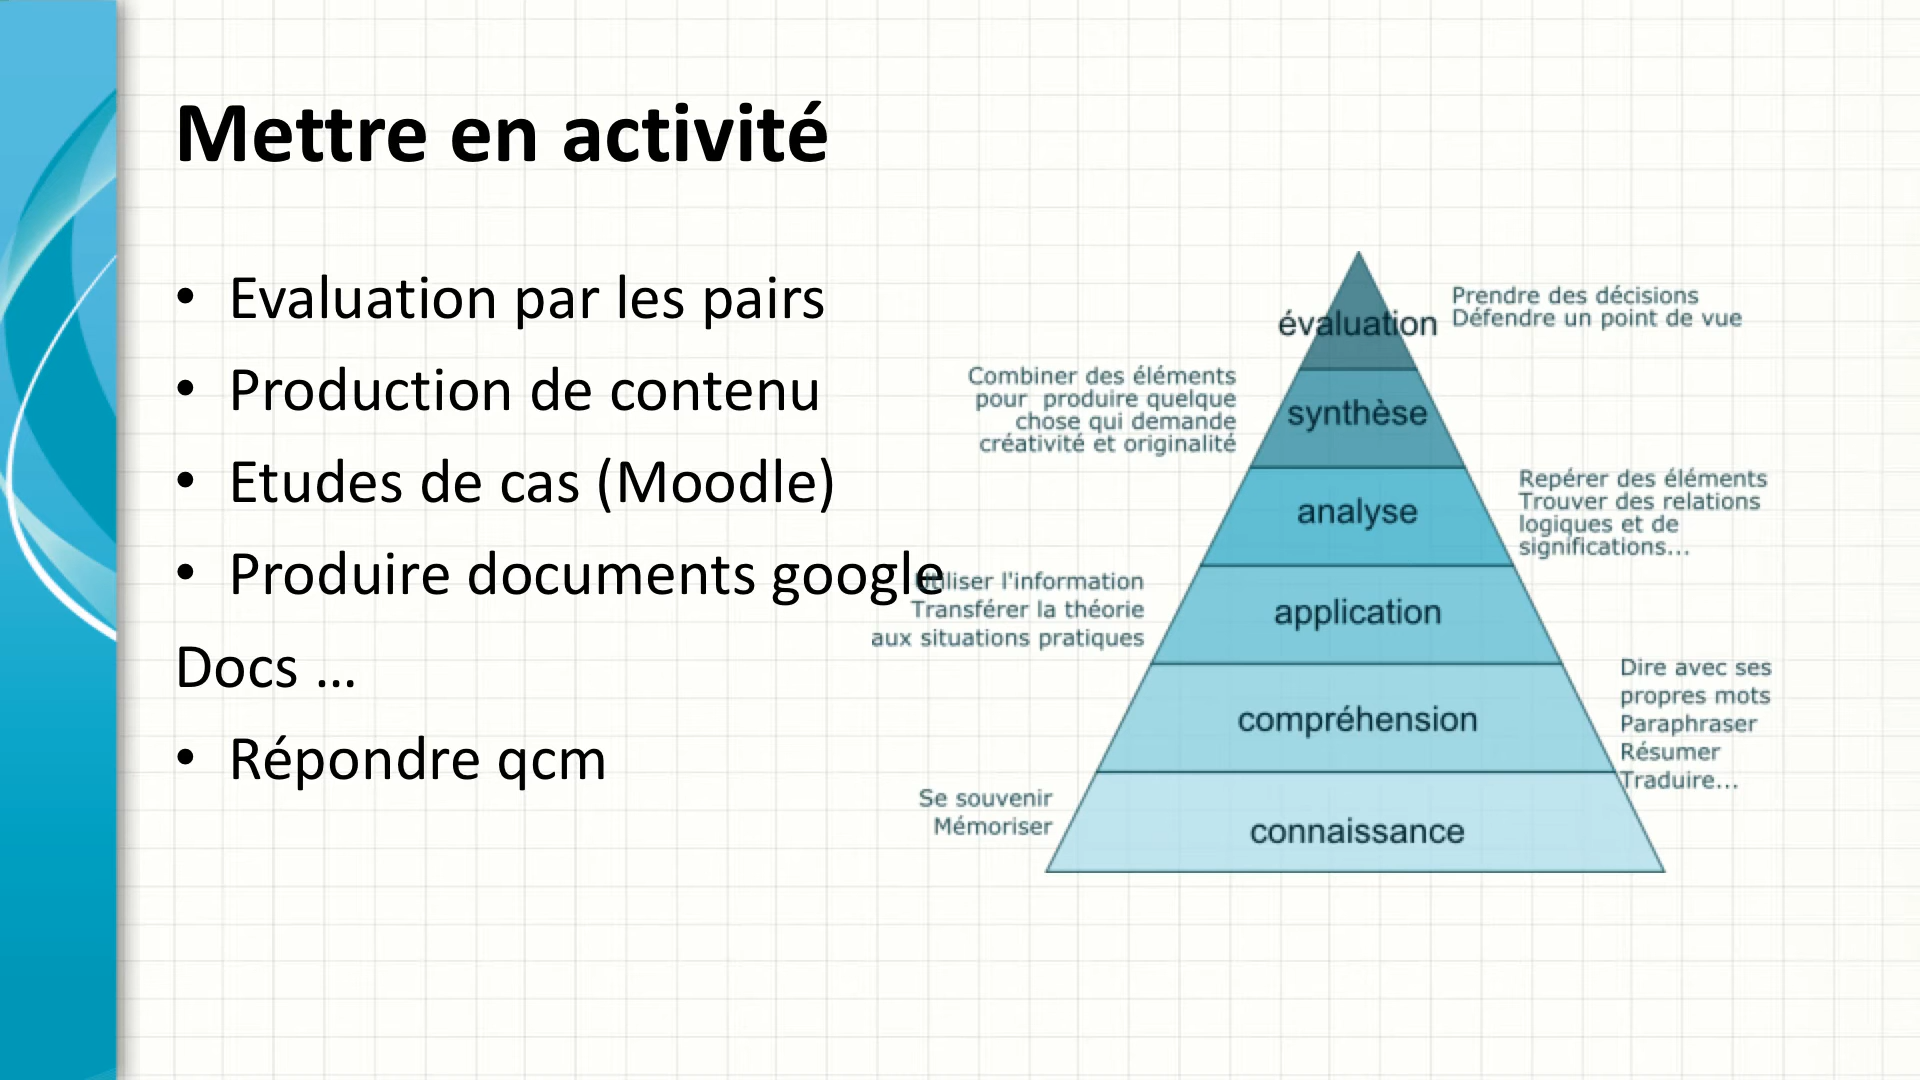 Mettre en activité
• Evaluation par les pairs
• Production de contenu
• Etudes de cas (Moodle)
• Produire documents google
Docs ...
• Répondre qcm
évaluation
Prendre des décisions
Défendre un point de vue
Combiner des éléments
pour produire quelque
chose qui demande
créativité et originalité
synthèse
analyse
Repérer des éléments
Trouver des relations
logiques et de
significations...
Utiliser l'information
Transférer la théorie
aux situations pratiques
application
compréhension
Dire avec ses
propres mots
Paraphraser
Résumer
Traduire...
Se souvenir
Mémoriser
connaissance